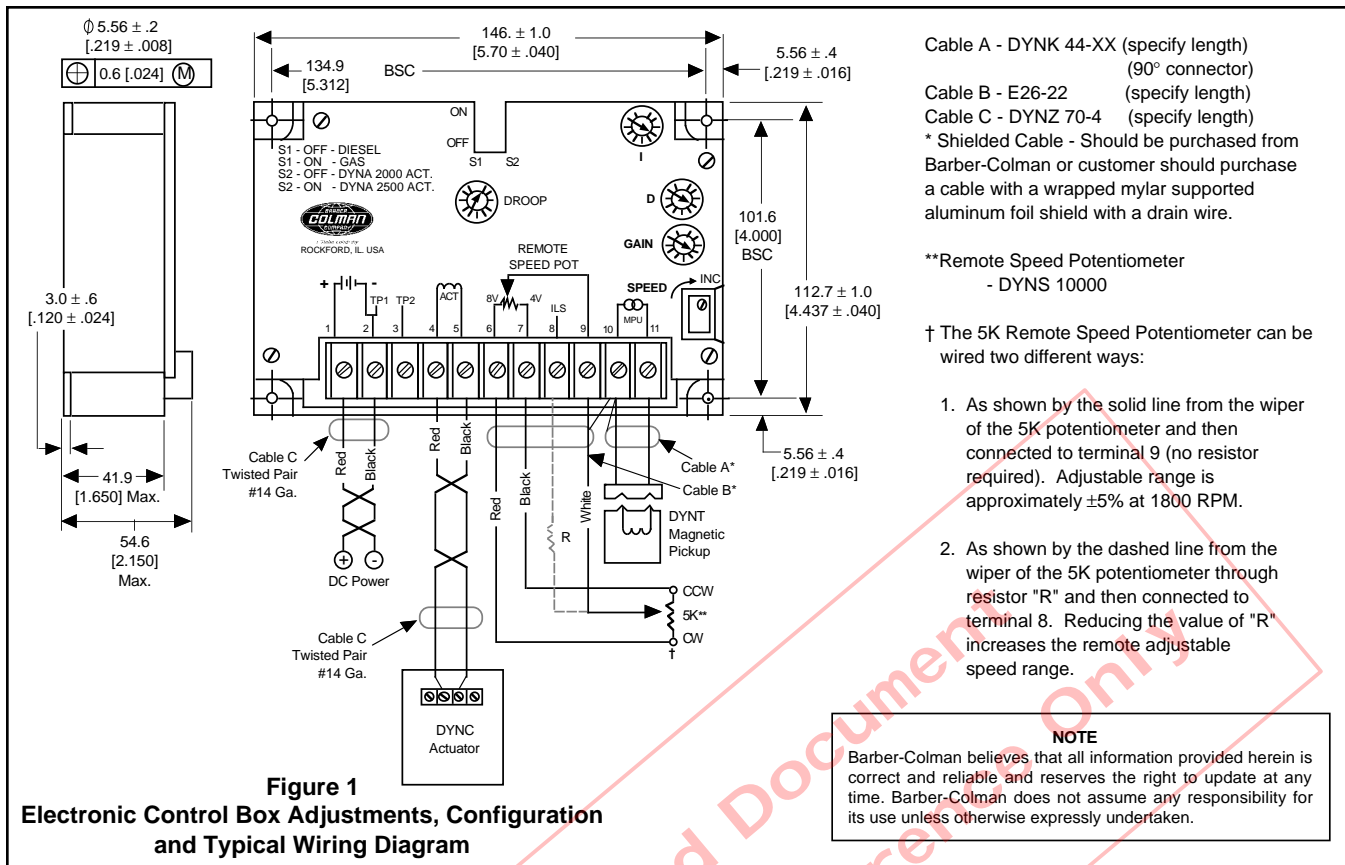 ∅ 5.56 ± .2
[.219 ± .008]
⌖ 0.6 [.024] Ⓜ
146. ± 1.0
[5.70 ± .040]
134.9
[5.312]
BSC
5.56 ± .4
[.219 ± .016]
ON
OFF
S1 S2
S1 - OFF - DIESEL
S1 - ON - GAS
S2 - OFF - DYNA 2000 ACT.
S2 - ON - DYNA 2500 ACT.
BARBER
COLMAN
COMPANY
ROCKFORD, IL. USA
DROOP
I
D
GAIN
SPEED
INC
REMOTE
SPEED POT
+ -
TP1 TP2 ACT 8V 4V ILS MPU
1 2 3 4 5 6 7 8 9 10 11
101.6
[4.000]
BSC
112.7 ± 1.0
[4.437 ± .040]
3.0 ± .6
[.120 ± .024]
41.9
[1.650] Max.
54.6
[2.150]
Max.
5.56 ± .4
[.219 ± .016]
Cable C
Twisted Pair
#14 Ga.
Red
Black
+ -
DC Power
Red
Black
Cable C
Twisted Pair
#14 Ga.
DYNC
Actuator
Red
Black
R
White
Cable A*
Cable B*
DYNT
Magnetic
Pickup
CCW
5K**
CW
†
Cable A - DYNK 44-XX (specify length)
(90° connector)
Cable B - E26-22 (specify length)
Cable C - DYNZ 70-4 (specify length)
* Shielded Cable - Should be purchased from
Barber-Colman or customer should purchase
a cable with a wrapped mylar supported
aluminum foil shield with a drain wire.
**Remote Speed Potentiometer
- DYNS 10000
† The 5K Remote Speed Potentiometer can be
wired two different ways:
1. As shown by the solid line from the wiper
of the 5K potentiometer and then
connected to terminal 9 (no resistor
required). Adjustable range is
approximately ±5% at 1800 RPM.
2. As shown by the dashed line from the
wiper of the 5K potentiometer through
resistor "R" and then connected to
terminal 8. Reducing the value of "R"
increases the remote adjustable
speed range.
NOTE
Barber-Colman believes that all information provided herein is
correct and reliable and reserves the right to update at any
time. Barber-Colman does not assume any responsibility for
its use unless otherwise expressly undertaken.
Figure 1
Electronic Control Box Adjustments, Configuration
and Typical Wiring Diagram
Document
Only